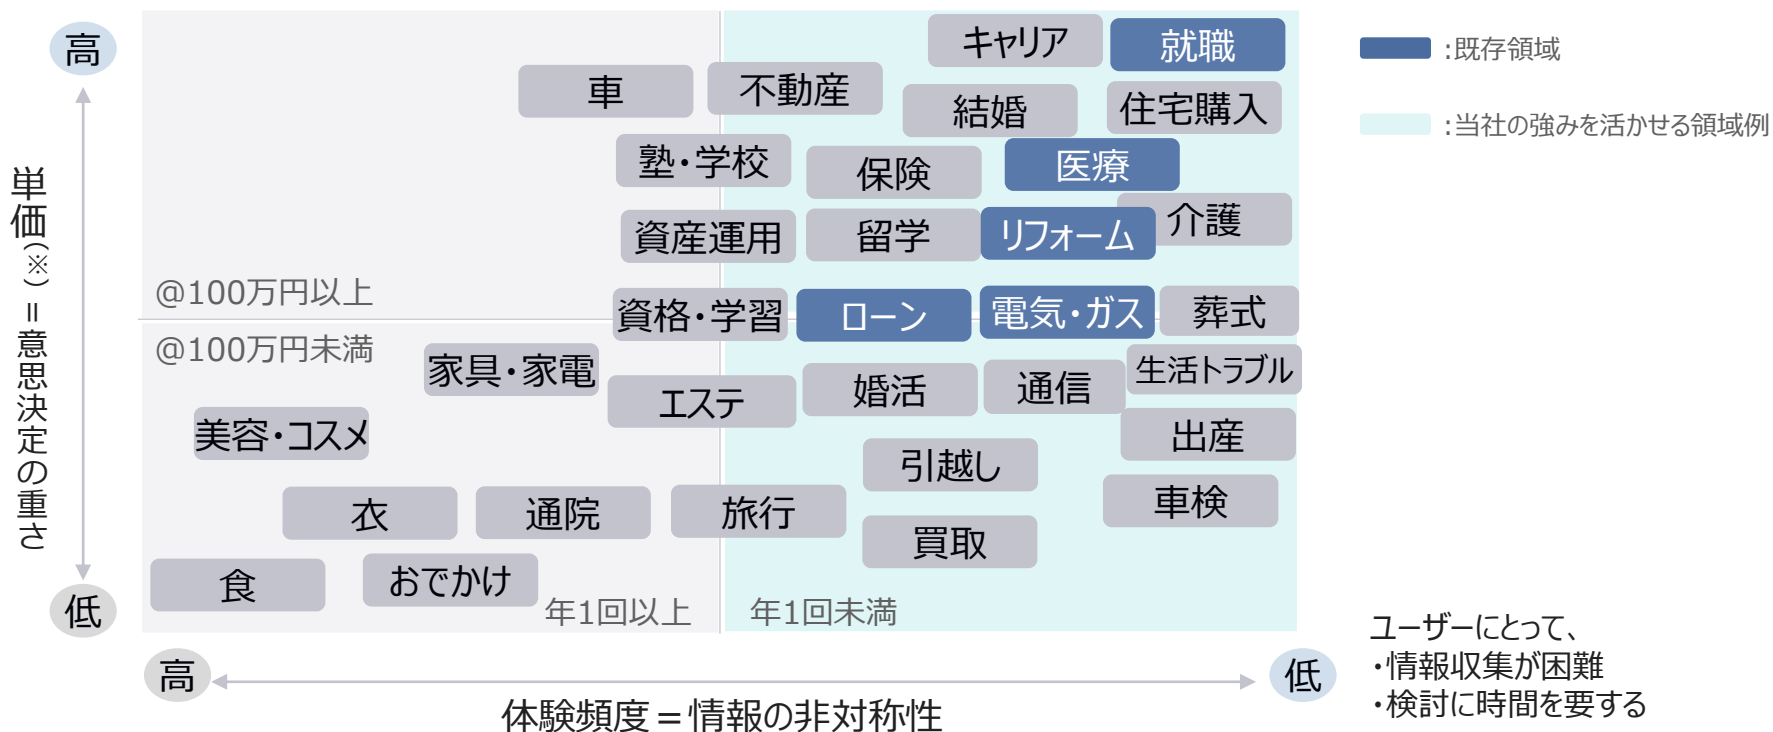 高
キャリア
就職
:既存領域
車
不動産
結婚
住宅購入
:当社の強みを活かせる領域例
塾・学校
保険
医療
単価(※)=意思決定の重さ
資産運用
留学
リフォーム
介護
@100万円以上
資格・学習
ローン
電気・ガス
葬式
@100万円未満
家具・家電
エステ
婚活
通信
生活トラブル
美容・コスメ
出産
引越し
衣
通院
旅行
車検
買取
食
おでかけ
低
年1回以上
年1回未満
高
低
体験頻度=情報の非対称性
ユーザーにとって、
・情報収集が困難
・検討に時間を要する